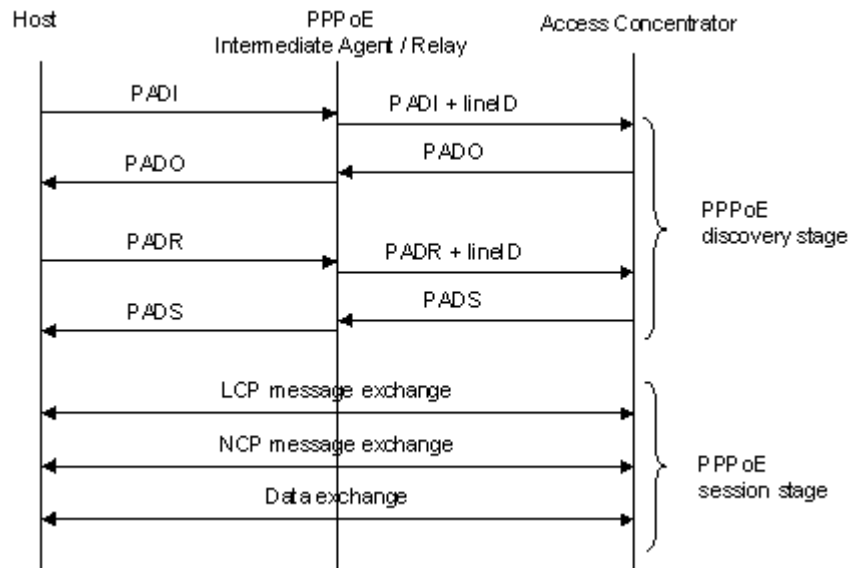 Host
PPPoE
Intermediate Agent / Relay
Access Concentrator
PADI
PADI + lineID
PADO
PADO
PPPoE
discovery stage
PADR
PADR + lineID
PADS
PADS
LCP message exchange
NCP message exchange
PPPoE
session stage
Data exchange